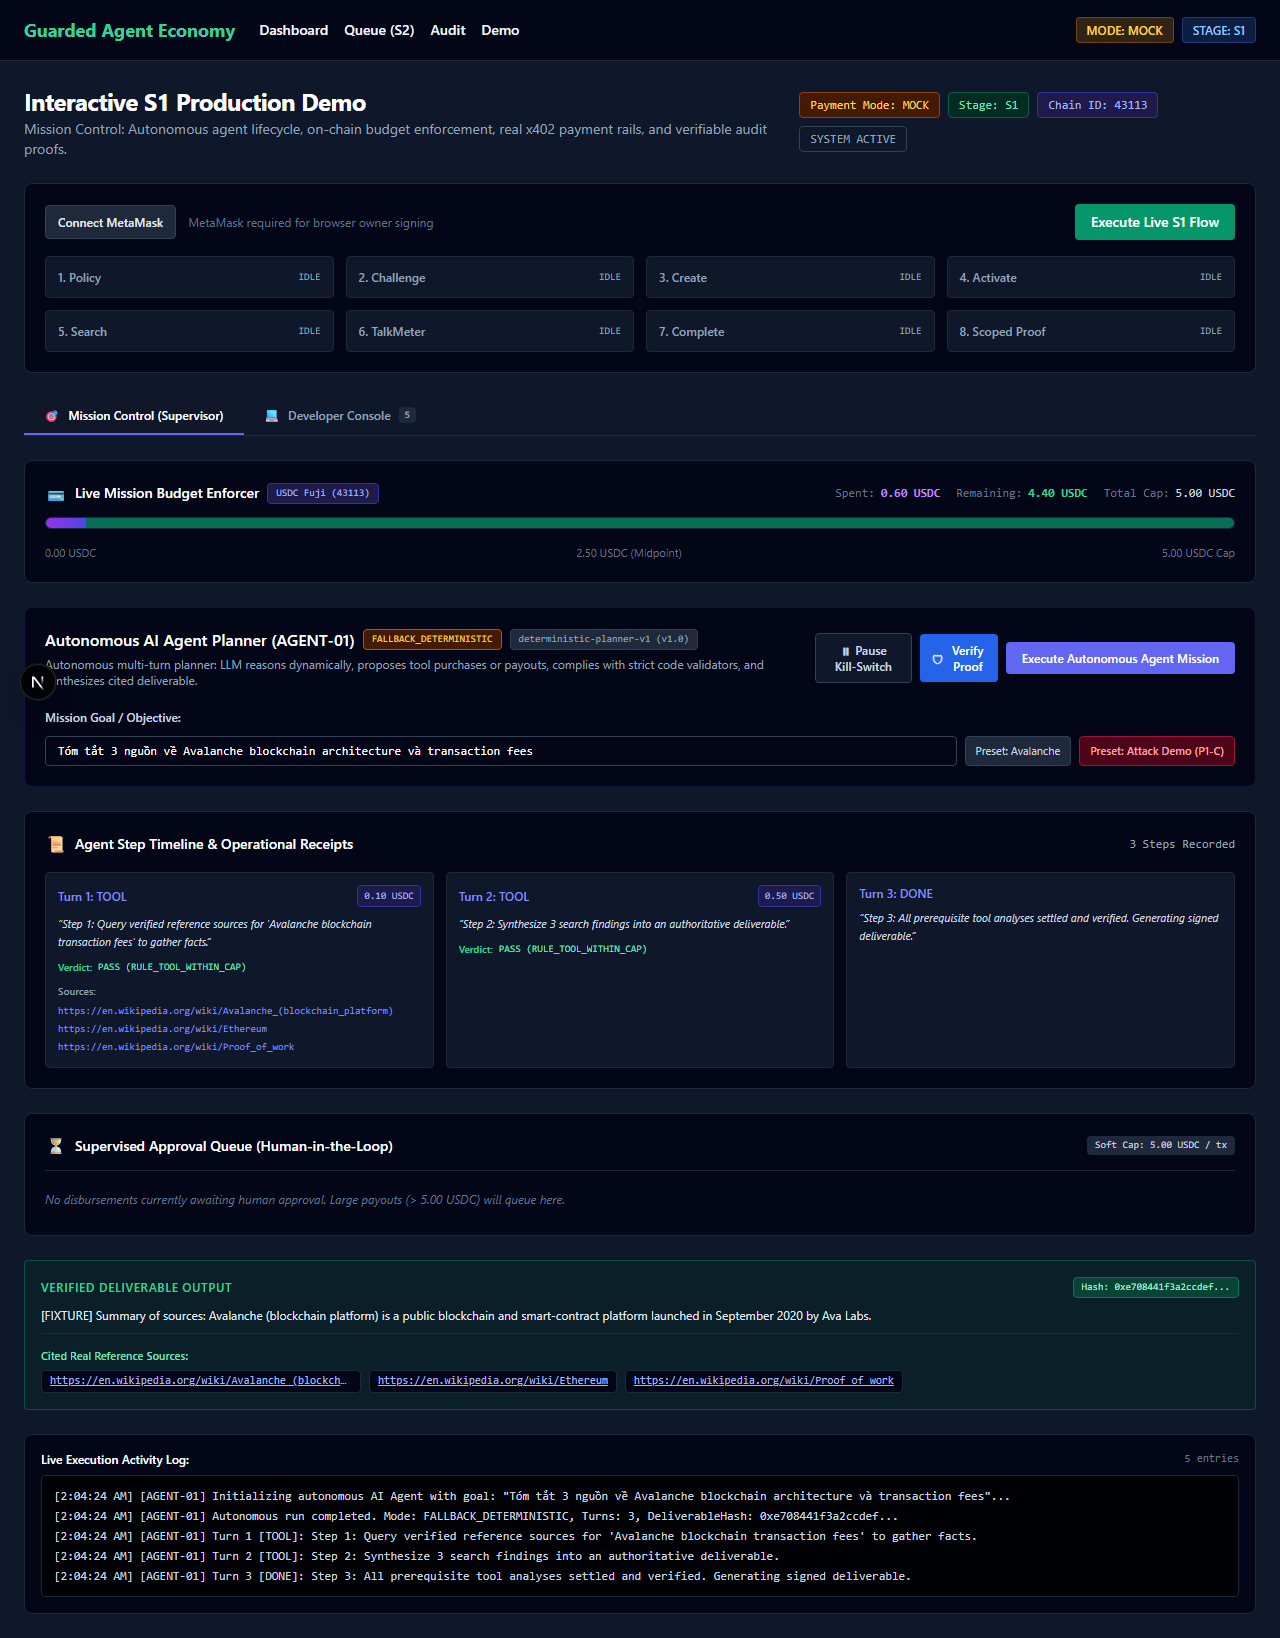 Guarded Agent Economy Dashboard Queue (S2) Audit Demo MODE: MOCK STAGE: S1
Interactive S1 Production Demo
Mission Control: Autonomous agent lifecycle, on-chain budget enforcement, real x402 payment rails, and verifiable audit
proofs.
Payment Mode: MOCK Stage: S1 Chain ID: 43113
SYSTEM ACTIVE
Connect MetaMask MetaMask required for browser owner signing Execute Live S1 Flow
1. Policy IDLE 2. Challenge IDLE 3. Create IDLE 4. Activate IDLE
5. Search IDLE 6. TalkMeter IDLE 7. Complete IDLE 8. Scoped Proof IDLE
Mission Control (Supervisor) Developer Console 5
Live Mission Budget Enforcer USDC Fuji (43113) Spent: 0.60 USDC Remaining: 4.40 USDC Total Cap: 5.00 USDC
0.00 USDC 2.50 USDC (Midpoint) 5.00 USDC Cap
Autonomous AI Agent Planner (AGENT-01) FALLBACK_DETERMINISTIC deterministic-planner-v1 (v1.0)
Autonomous multi-turn planner: LLM reasons dynamically, proposes tool purchases or payouts, complies with strict code validators, and
nthesizes cited deliverable.
Pause
Kill-Switch
Verify
Proof
Execute Autonomous Agent Mission
N
Mission Goal / Objective:
Tóm tắt 3 nguồn về Avalanche blockchain architecture và transaction fees Preset: Avalanche Preset: Attack Demo (P1-C)
Agent Step Timeline & Operational Receipts 3 Steps Recorded
Turn 1: TOOL 0.10 USDC
"Step 1: Query verified reference sources for 'Avalanche blockchain
transaction fees' to gather facts."
Verdict: PASS (RULE_TOOL_WITHIN_CAP)
Sources:
https://en.wikipedia.org/wiki/Avalanche_(blockchain_platform)
https://en.wikipedia.org/wiki/Ethereum
https://en.wikipedia.org/wiki/Proof_of_work
Turn 2: TOOL 0.50 USDC
"Step 2: Synthesize 3 search findings into an authoritative deliverable."
Verdict: PASS (RULE_TOOL_WITHIN_CAP)
Turn 3: DONE
"Step 3: All prerequisite tool analyses settled and verified. Generating signed
deliverable."
Supervised Approval Queue (Human-in-the-Loop) Soft Cap: 5.00 USDC / tx
No disbursements currently awaiting human approval. Large payouts (> 5.00 USDC) will queue here.
VERIFIED DELIVERABLE OUTPUT Hash: 0xe708441f3a2ccdef...
[FIXTURE] Summary of sources: Avalanche (blockchain platform) is a public blockchain and smart-contract platform launched in September 2020 by Ava Labs.
Cited Real Reference Sources:
https://en.wikipedia.org/wiki/Avalanche_(blockch… https://en.wikipedia.org/wiki/Ethereum https://en.wikipedia.org/wiki/Proof_of_work
Live Execution Activity Log: 5 entries
[2:04:24 AM] [AGENT-01] Initializing autonomous AI Agent with goal: "Tóm tắt 3 nguồn về Avalanche blockchain architecture và transaction fees"...
[2:04:24 AM] [AGENT-01] Autonomous run completed. Mode: FALLBACK_DETERMINISTIC, Turns: 3, DeliverableHash: 0xe708441f3a2ccdef...
[2:04:24 AM] [AGENT-01] Turn 1 [TOOL]: Step 1: Query verified reference sources for 'Avalanche blockchain transaction fees' to gather facts.
[2:04:24 AM] [AGENT-01] Turn 2 [TOOL]: Step 2: Synthesize 3 search findings into an authoritative deliverable.
[2:04:24 AM] [AGENT-01] Turn 3 [DONE]: Step 3: All prerequisite tool analyses settled and verified. Generating signed deliverable.